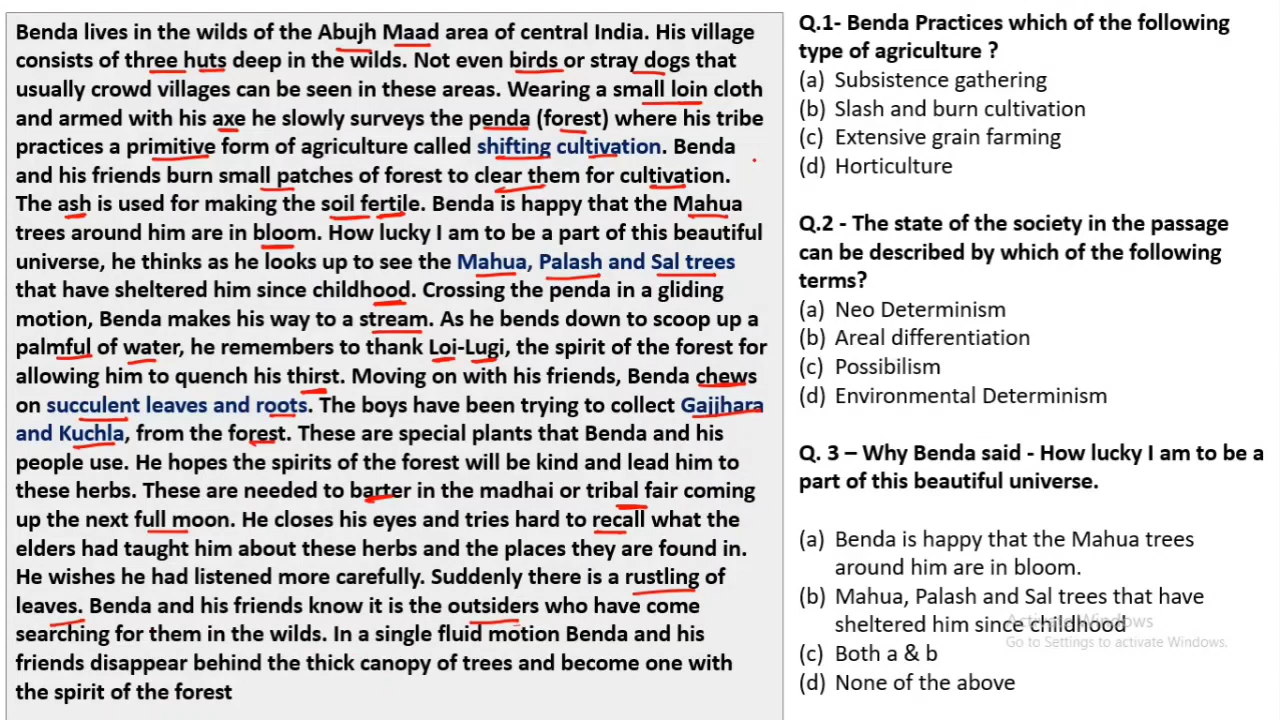 Benda lives in the wilds of the Abujh Maad area of central India. His village
consists of three huts deep in the wilds. Not even birds or stray dogs that
usually crowd villages can be seen in these areas. Wearing a small loin cloth
and armed with his axe he slowly surveys the penda (forest) where his tribe
practices a primitive form of agriculture called shifting cultivation. Benda
and his friends burn small patches of forest to clear them for cultivation.
The ash is used for making the soil fertile. Benda is happy that the Mahua
trees around him are in bloom. How lucky I am to be a part of this beautiful
universe, he thinks as he looks up to see the Mahua, Palash and Sal trees
that have sheltered him since childhood. Crossing the penda in a gliding
motion, Benda makes his way to a stream. As he bends down to scoop up a
palmful of water, he remembers to thank Loi-Lugi, the spirit of the forest for
allowing him to quench his thirst. Moving on with his friends, Benda chews
on succulent leaves and roots. The boys have been trying to collect Gajjhara
and Kuchla, from the forest. These are special plants that Benda and his
people use. He hopes the spirits of the forest will be kind and lead him to
these herbs. These are needed to barter in the madhai or tribal fair coming
up the next full moon. He closes his eyes and tries hard to recall what the
elders had taught him about these herbs and the places they are found in.
He wishes he had listened more carefully. Suddenly there is a rustling of
leaves. Benda and his friends know it is the outsiders who have come
searching for them in the wilds. In a single fluid motion Benda and his
friends disappear behind the thick canopy of trees and become one with
the spirit of the forest
Q.1- Benda Practices which of the following
type of agriculture ?
(a) Subsistence gathering
(b) Slash and burn cultivation
(c) Extensive grain farming
(d) Horticulture
Q.2 - The state of the society in the passage
can be described by which of the following
terms?
(a) Neo Determinism
(b) Areal differentiation
(c) Possibilism
(d) Environmental Determinism
Q. 3 – Why Benda said - How lucky I am to be a
part of this beautiful universe.
(a) Benda is happy that the Mahua trees
around him are in bloom.
(b) Mahua, Palash and Sal trees that have
sheltered him since childhood
(c) Both a & b
(d) None of the above
Activate Windows
Go to Settings to activate Windows.